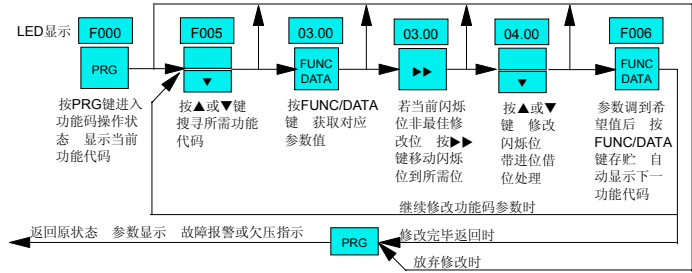 LED显示
F000
F005
03.00
03.00
04.00
F006
PRG
▼
FUNC
DATA
▶▶
▼
FUNC
DATA
按PRG键进入
功能码操作状
态 显示当前
功能代码
按▲或▼键
搜寻所需功能
代码
按FUNC/DATA
键 获取对应
参数值
若当前闪烁
位非最佳修
改位 按▶▶
键移动闪烁
位到所需位
按▲或▼
键 修改
闪烁位
带进位借
位处理
参数调到希
望值后 按
FUNC/DATA
键存贮 自
动显示下一
功能代码
继续修改功能码参数时
返回原状态 参数显示 故障报警或欠压指示
PRG
修改完毕返回时
放弃修改时